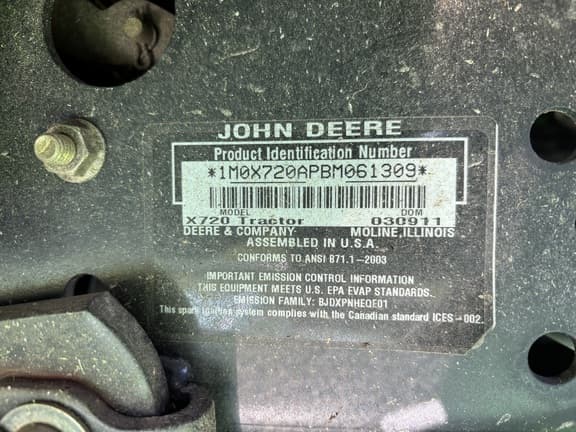 JOHN DEERE
Product Identification Number
*1M0X720APBM061309*
MODEL DOM
X720 Tractor 030911
DEERE & COMPANY MOLINE, ILLINOIS
ASSEMBLED IN U.S.A.
CONFORMS TO ANSI B71.1-2003
IMPORTANT EMISSION CONTROL INFORMATION
THIS EQUIPMENT MEETS U.S. EPA EVAP STANDARDS.
EMISSION FAMILY: BJDXPNHEQE01
This spark ignition system complies with the Canadian standard ICES-002.